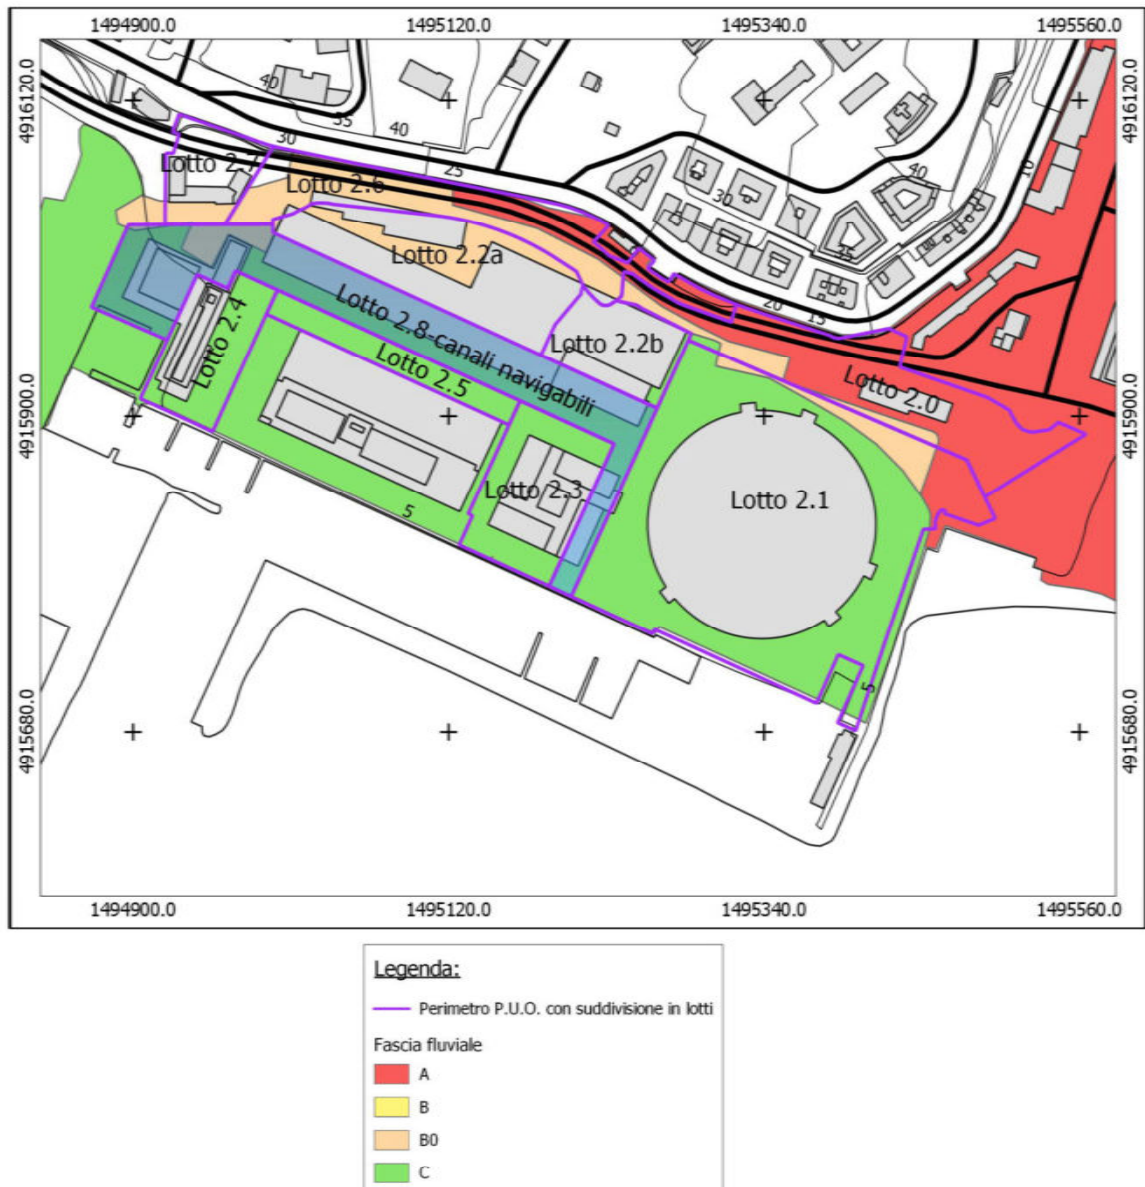 1494900.0 1495120.0 1495340.0 1495560.0
4916120.0
4916120.0
40
35
40
30
25
10
Lotto 2.7
Lotto 2.6
30
40
35
Lotto 2.2a
20
15
Lotto 2.8-canali navigabili
Lotto 2.4
Lotto 2.2b
Lotto 2.5
Lotto 2.0
4915900.0
4915900.0
Lotto 2.3
Lotto 2.1
5
5
4915680.0
4915680.0
1494900.0 1495120.0 1495340.0 1495560.0
Legenda:
Perimetro P.U.O. con suddivisione in lotti
Fascia fluviale
A
B
B0
C